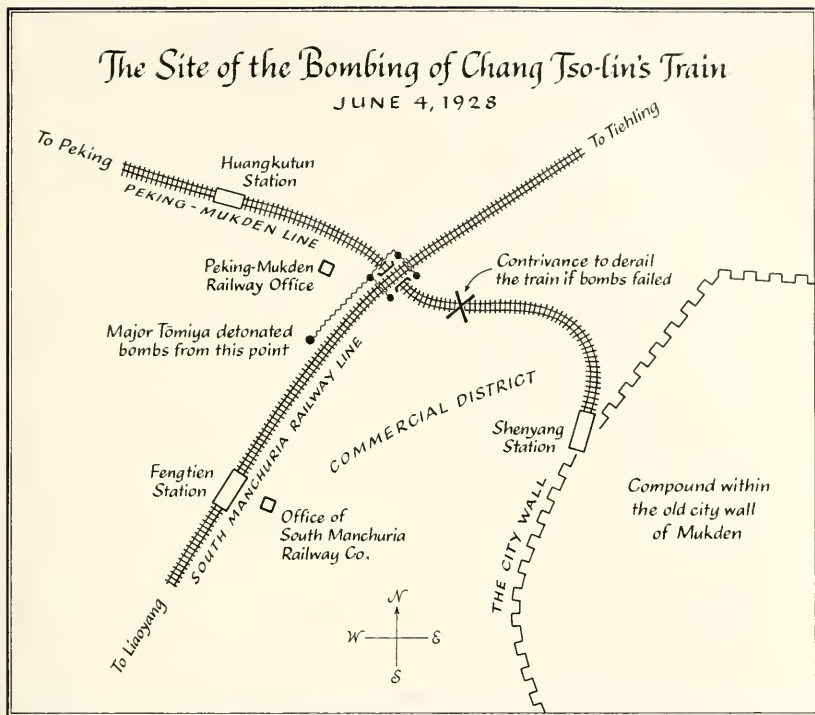 The Site of the Bombing of Chang Tso-lin's Train
JUNE 4, 1928
To Peking
Huangkutun
Station
PEKING-MUKDEN LINE
To Tiehling
Peking-Mukden
Railway Office
Contrivance to derail
the train if bombs failed
Major Tōmiya detonated
bombs from this point
SOUTH MANCHURIA RAILWAY LINE
COMMERCIAL DISTRICT
Shenyang
Station
Fengtien
Station
Office of
South Manchuria
Railway Co.
Compound within
the old city wall
of Mukden
THE CITY WALL
To Liaoyang
N
W
E
S